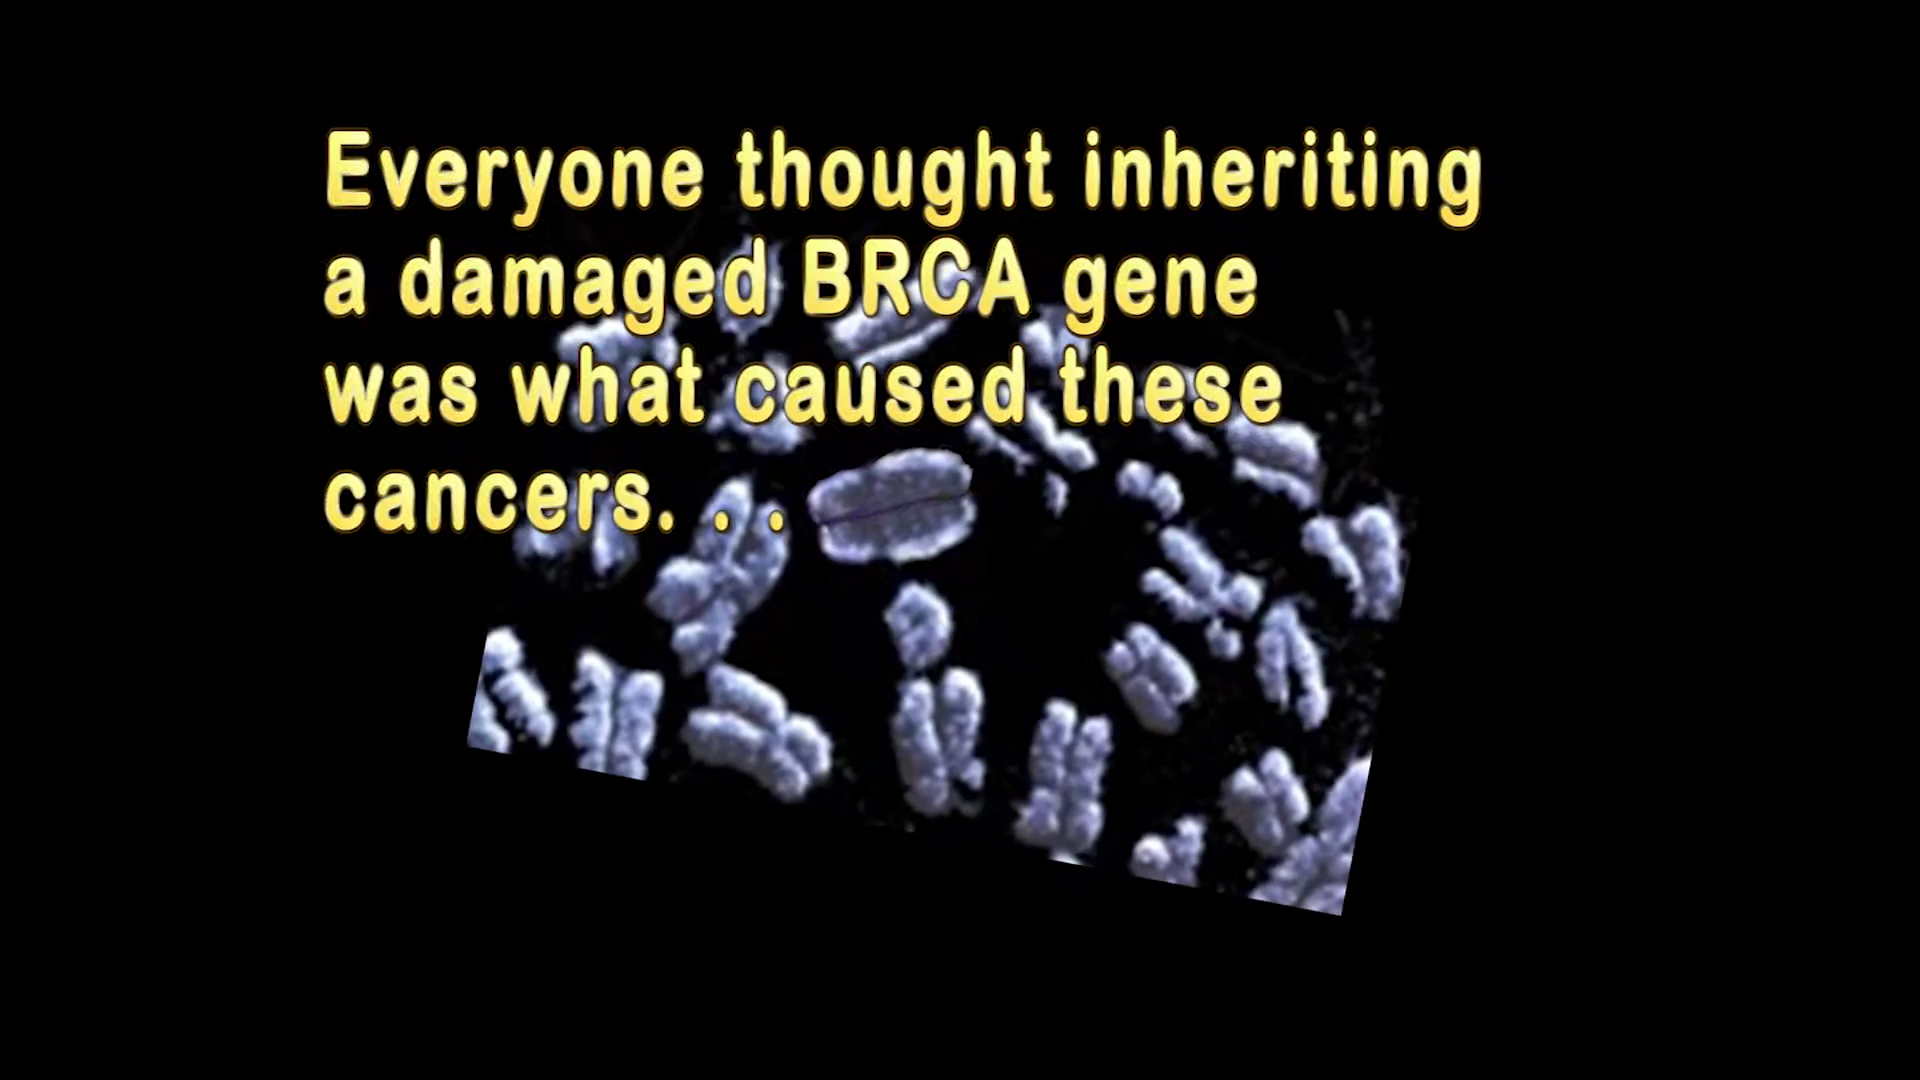 Everyone thought inheriting
a damaged BRCA gene
was what caused these
cancers. . .